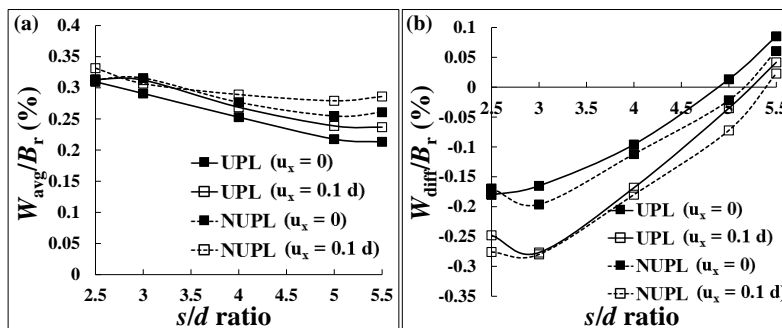 (a)
W_avg/B_r (%)
0.4
0.35
0.3
0.25
0.2
0.15
0.1
0.05
0
UPL (u_x = 0)
UPL (u_x = 0.1 d)
NUPL (u_x = 0)
NUPL (u_x = 0.1 d)
2.5 3 3.5 4 4.5 5 5.5
s/d ratio
(b)
W_diff/B_r (%)
0.1
0.05
0
-0.05
-0.1
-0.15
-0.2
-0.25
-0.3
-0.35
2.5 3 3.5 4 4.5 5 5.5
UPL (u_x = 0)
UPL (u_x = 0.1 d)
NUPL (u_x = 0)
NUPL (u_x = 0.1 d)
s/d ratio